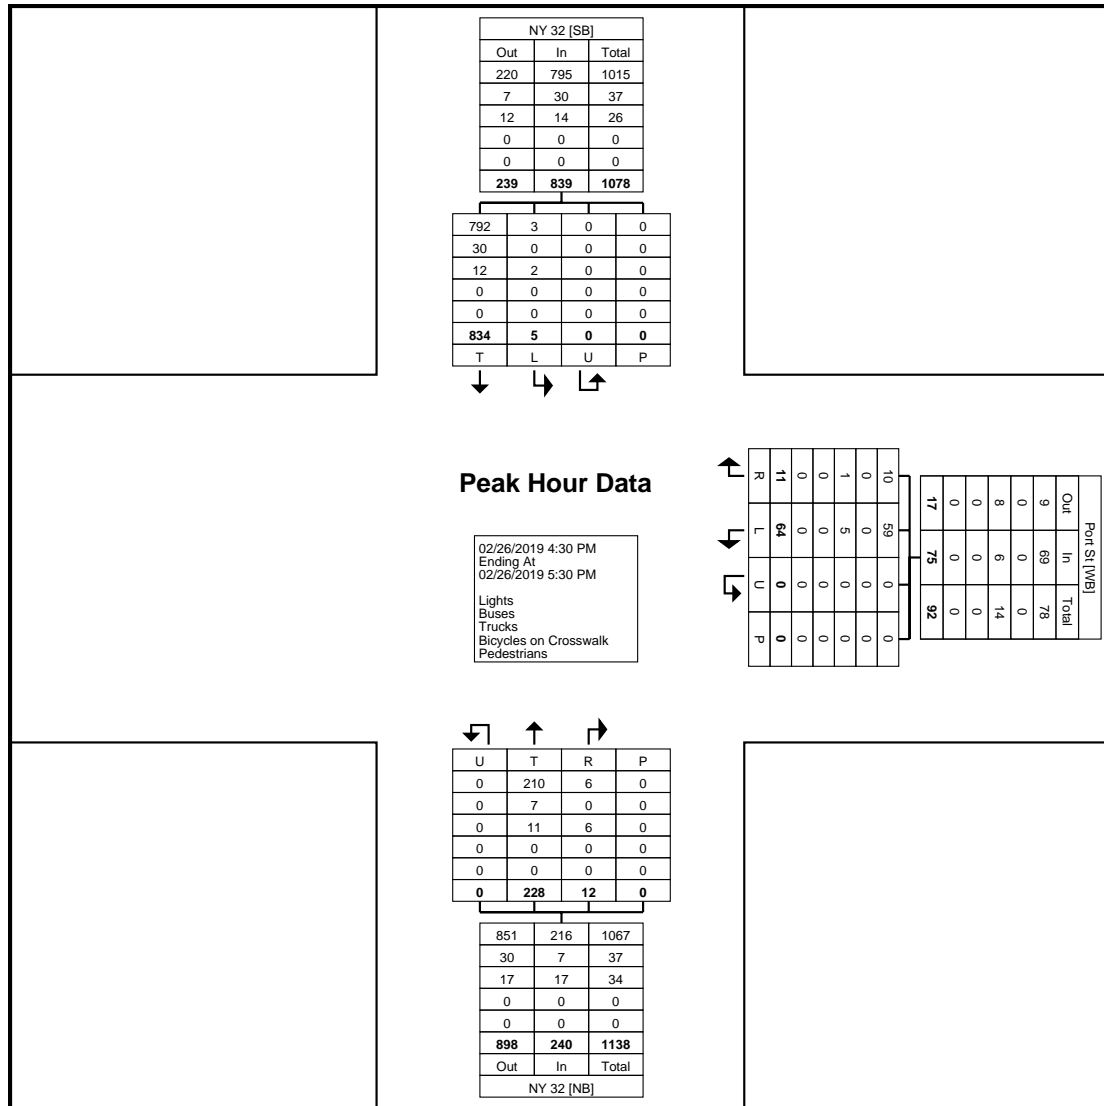 NY 32 [SB]
Out In Total
220 795 1015
7 30 37
12 14 26
0 0 0
0 0 0
239 839 1078
792 3 0 0
30 0 0 0
12 2 0 0
0 0 0 0
0 0 0 0
834 5 0 0
T L U P
Peak Hour Data
02/26/2019 4:30 PM
Ending At
02/26/2019 5:30 PM
Lights
Buses
Trucks
Bicycles on Crosswalk
Pedestrians
Port St [WB]
Out In Total
9 69 78
0 0 0
8 6 14
0 0 0
0 0 0
17 75 92
10 59 0 0
0 0 0 0
1 5 0 0
0 0 0 0
0 0 0 0
11 64 0 0
R L U P
U T R P
0 210 6 0
0 7 0 0
0 11 6 0
0 0 0 0
0 0 0 0
0 228 12 0
851 216 1067
30 7 37
17 17 34
0 0 0
0 0 0
898 240 1138
Out In Total
NY 32 [NB]